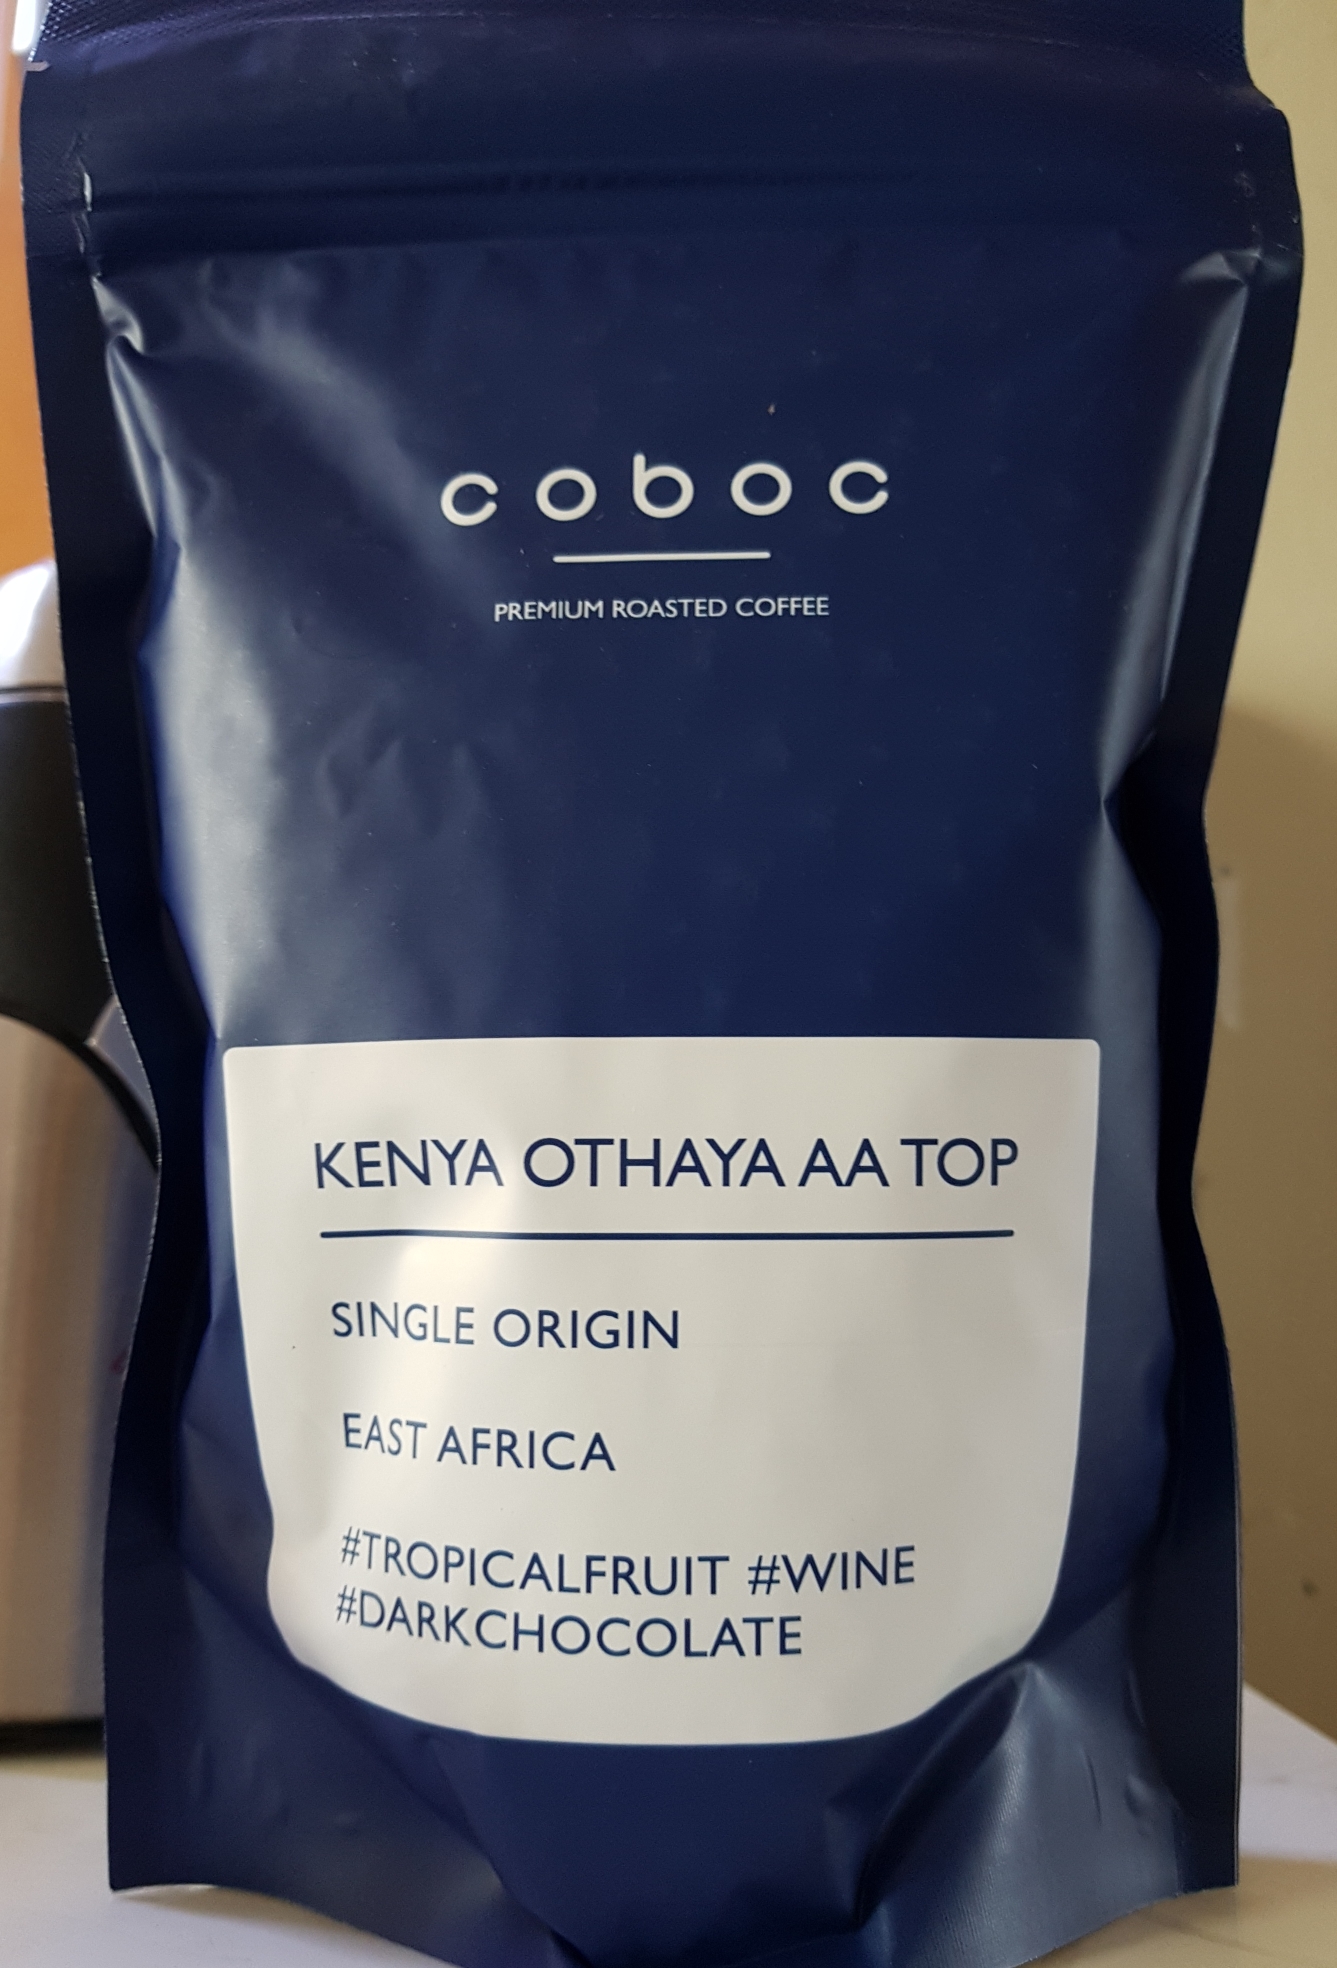 coboc
PREMIUM ROASTED COFFEE
KENYA OTHAYA AA TOP
SINGLE ORIGIN
EAST AFRICA
#TROPICALFRUIT #WINE
#DARKCHOCOLATE